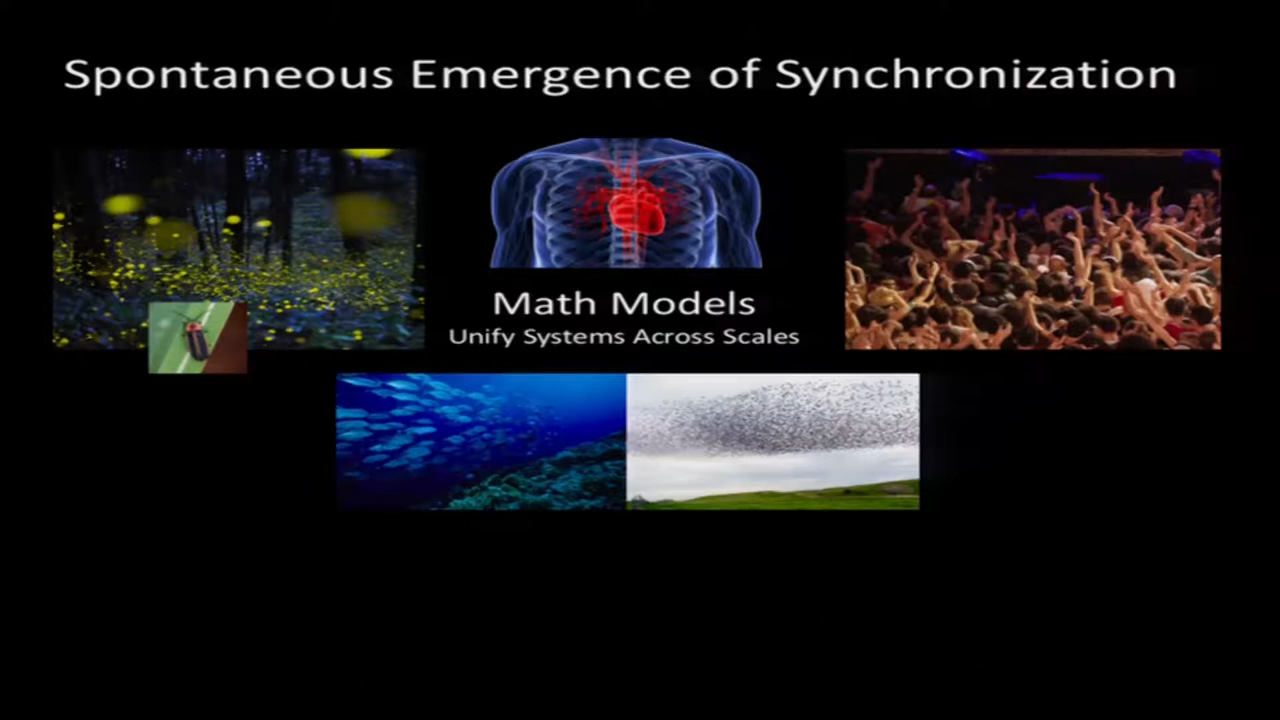 Spontaneous Emergence of Synchronization
Math Models
Unify Systems Across Scales